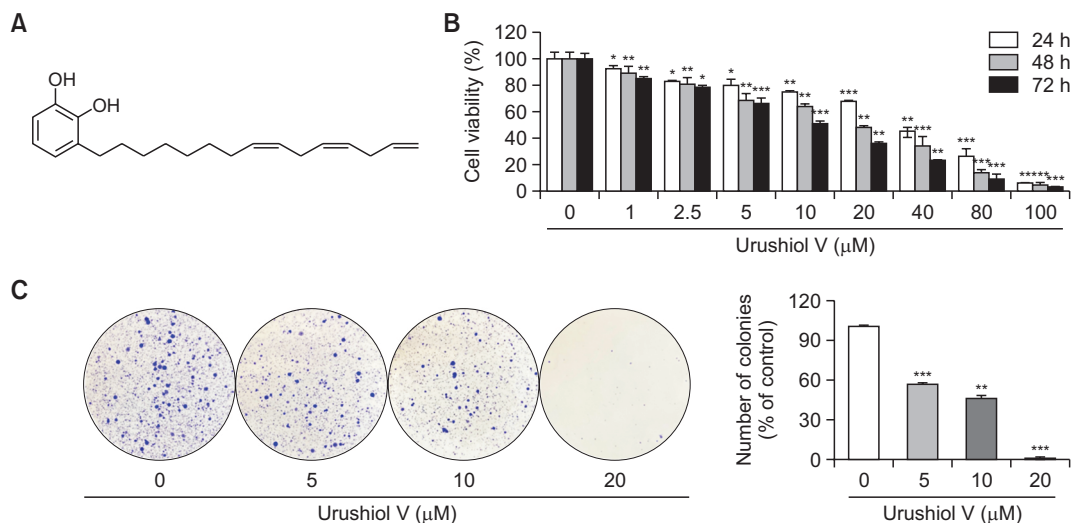 A
OH
OH
B
Cell viability (%)
120
100
80
60
40
20
0
* ** **
* ** *
* ** ***
** ** ***
*** ** **
** *** **
*** *** ***
***** ***
24 h
48 h
72 h
0 1 2.5 5 10 20 40 80 100
Urushiol V (μM)
C
0 5 10 20
Urushiol V (μM)
Number of colonies
(% of control)
120
90
60
30
0
***
**
***
0 5 10 20
Urushiol V (μM)